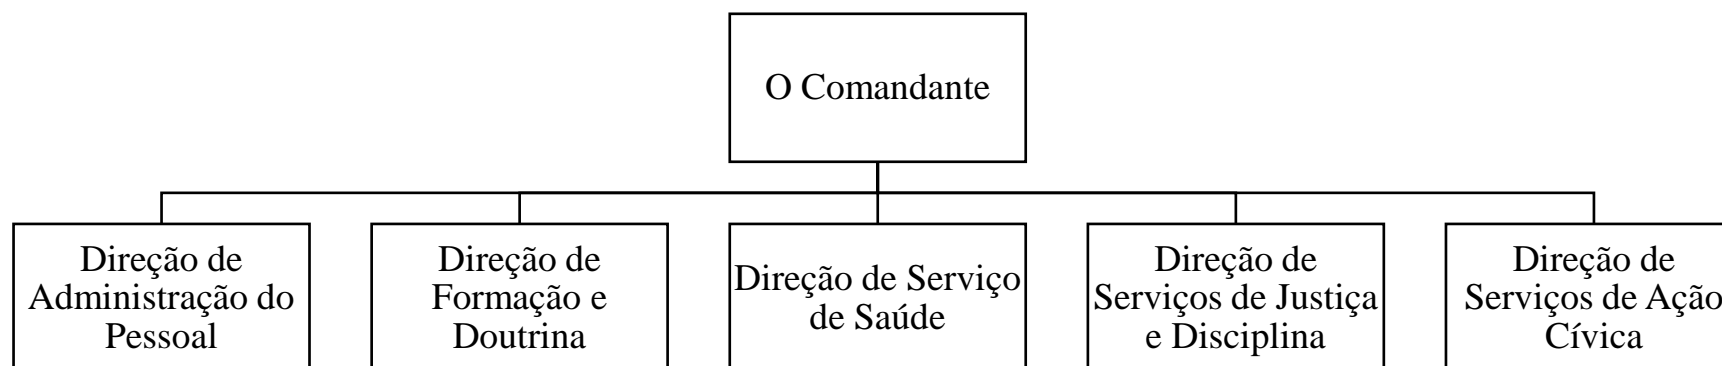 O Comandante
Direção de
Administração do
Pessoal
Direção de
Formação e
Doutrina
Direção de Serviço
de Saúde
Direção de
Serviços de Justiça
e Disciplina
Direção de
Serviços de Ação
Cívica